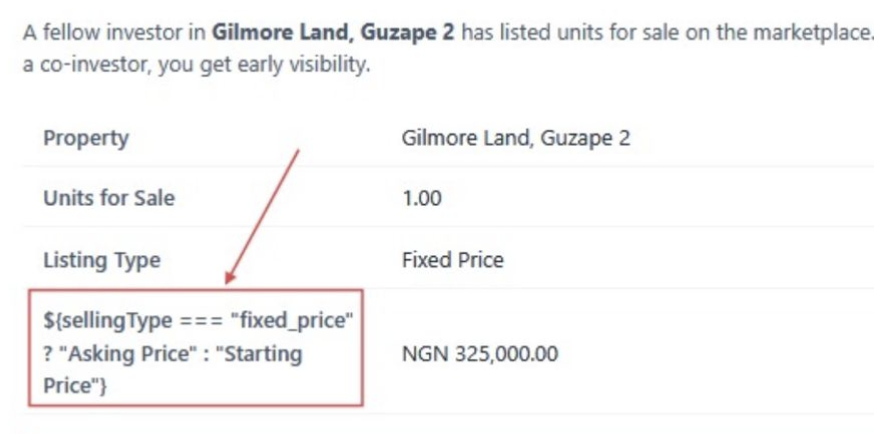 A fellow investor in Gilmore Land, Guzape 2 has listed units for sale on the marketplace.
a co-investor, you get early visibility.
Property Gilmore Land, Guzape 2
Units for Sale 1.00
Listing Type Fixed Price
${sellingType === "fixed_price"
? "Asking Price" : "Starting
Price"}
NGN 325,000.00